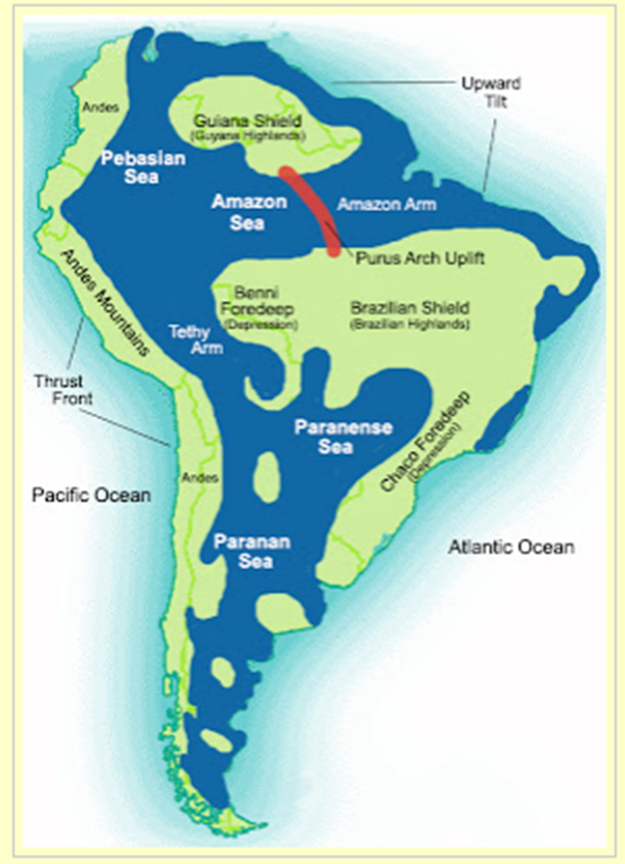 Upward
Tilt
Andes
Guiana Shield
(Guyana Highlands)
Pebasian
Sea
Amazon
Sea
Amazon Arm
Purus Arch Uplift
Andes Mountains
Benni
Foredeep
(Depression)
Brazilian Shield
(Brazilian Highlands)
Tethy
Arm
Thrust
Front
Paranense
Sea
Chaco Foredeep
(Depression)
Andes
Pacific Ocean
Paranan
Sea
Atlantic Ocean